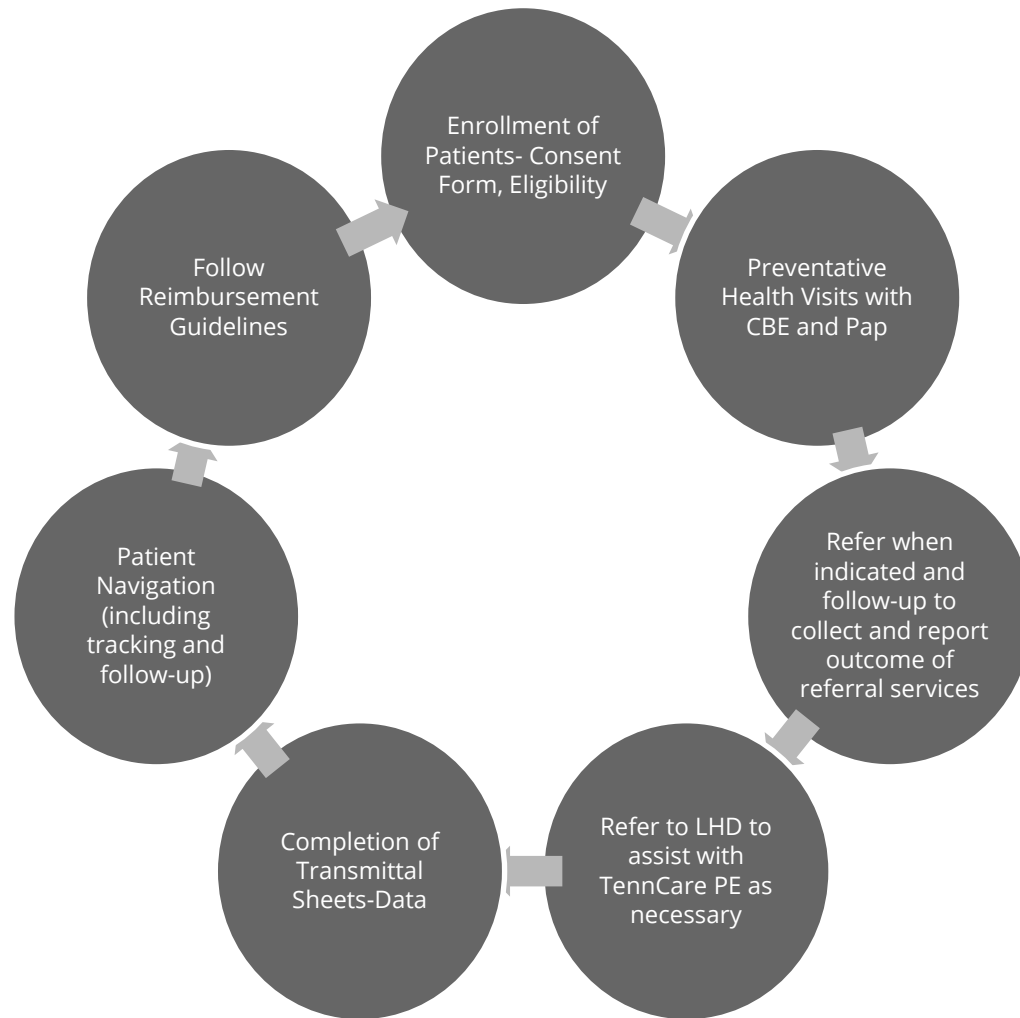 Enrollment of
Patients- Consent
Form, Eligibility
Preventative
Health Visits with
CBE and Pap
Refer when
indicated and
follow-up to
collect and report
outcome of
referral services
Refer to LHD to
assist with
TennCare PE as
necessary
Completion of
Transmittal
Sheets-Data
Patient
Navigation
(including
tracking and
follow-up)
Follow
Reimbursement
Guidelines